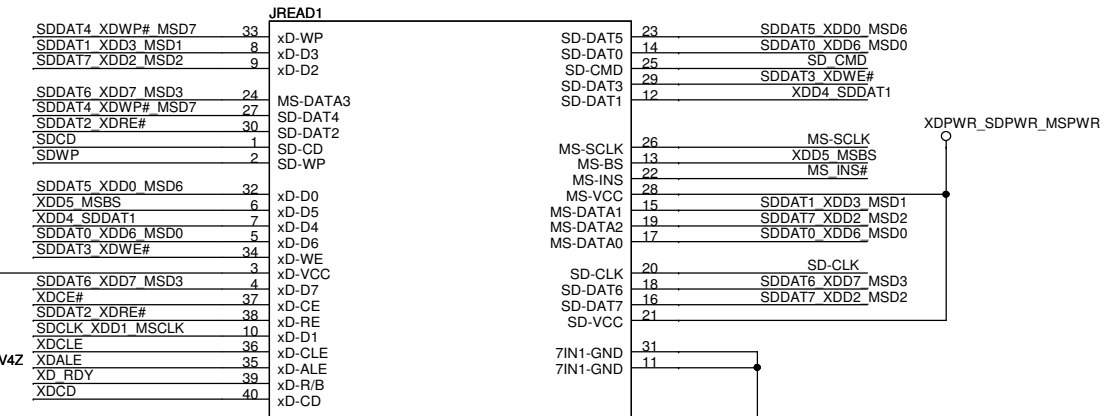 JREAD1
SDDAT4_XDWP#_MSD7 33 xD-WP
SDDAT1_XDD3_MSD1 8 xD-D3
SDDAT7_XDD2_MSD2 9 xD-D2
SDDAT6_XDD7_MSD3 24 MS-DATA3
SDDAT4_XDWP#_MSD7 27 SD-DAT4
SDDAT2_XDRE# 30 SD-DAT2
SDCD 1 SD-CD
SDWP 2 SD-WP
SDDAT5_XDD0_MSD6 32 xD-D0
XDD5_MSBS 6 xD-D5
XDD4_SDDAT1 7 xD-D4
SDDAT0_XDD6_MSD0 5 xD-D6
SDDAT3_XDWE# 34 xD-WE
3 xD-VCC
SDDAT6_XDD7_MSD3 4 xD-D7
XDCE# 37 xD-CE
SDDAT2_XDRE# 38 xD-RE
SDCLK_XDD1_MSCLK 10 xD-D1
XDCLE 36 xD-CLE
V4Z XDALE 35 xD-ALE
XD_RDY 39 xD-R/B
XDCD 40 xD-CD
SD-DAT5 23 SDDAT5_XDD0_MSD6
SD-DAT0 14 SDDAT0_XDD6_MSD0
SD-CMD 25 SD_CMD
SD-DAT3 29 SDDAT3_XDWE#
SD-DAT1 12 XDD4_SDDAT1
XDPWR_SDPWR_MSPWR
MS-SCLK 26 MS-SCLK
MS-BS 13 XDD5_MSBS
MS-INS 22 MS_INS#
MS-VCC 28
MS-DATA1 15 SDDAT1_XDD3_MSD1
MS-DATA2 19 SDDAT7_XDD2_MSD2
MS-DATA0 17 SDDAT0_XDD6_MSD0
SD-CLK 20 SD-CLK
SD-DAT6 18 SDDAT6_XDD7_MSD3
SD-DAT7 16 SDDAT7_XDD2_MSD2
SD-VCC 21
7IN1-GND 31
7IN1-GND 11